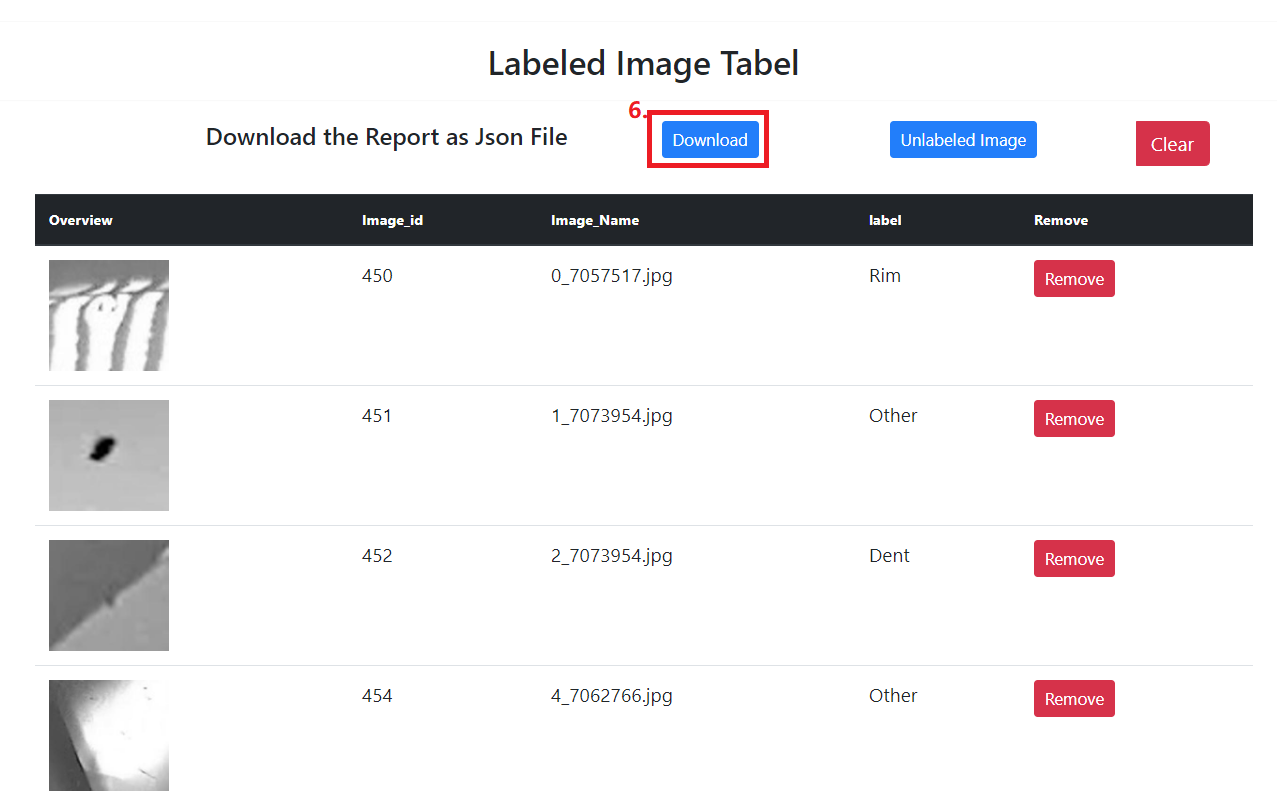 Labeled Image Tabel
6.
Download the Report as Json File Download Unlabeled Image Clear
Overview Image_id Image_Name label Remove
450 0_7057517.jpg Rim Remove
451 1_7073954.jpg Other Remove
452 2_7073954.jpg Dent Remove
454 4_7062766.jpg Other Remove